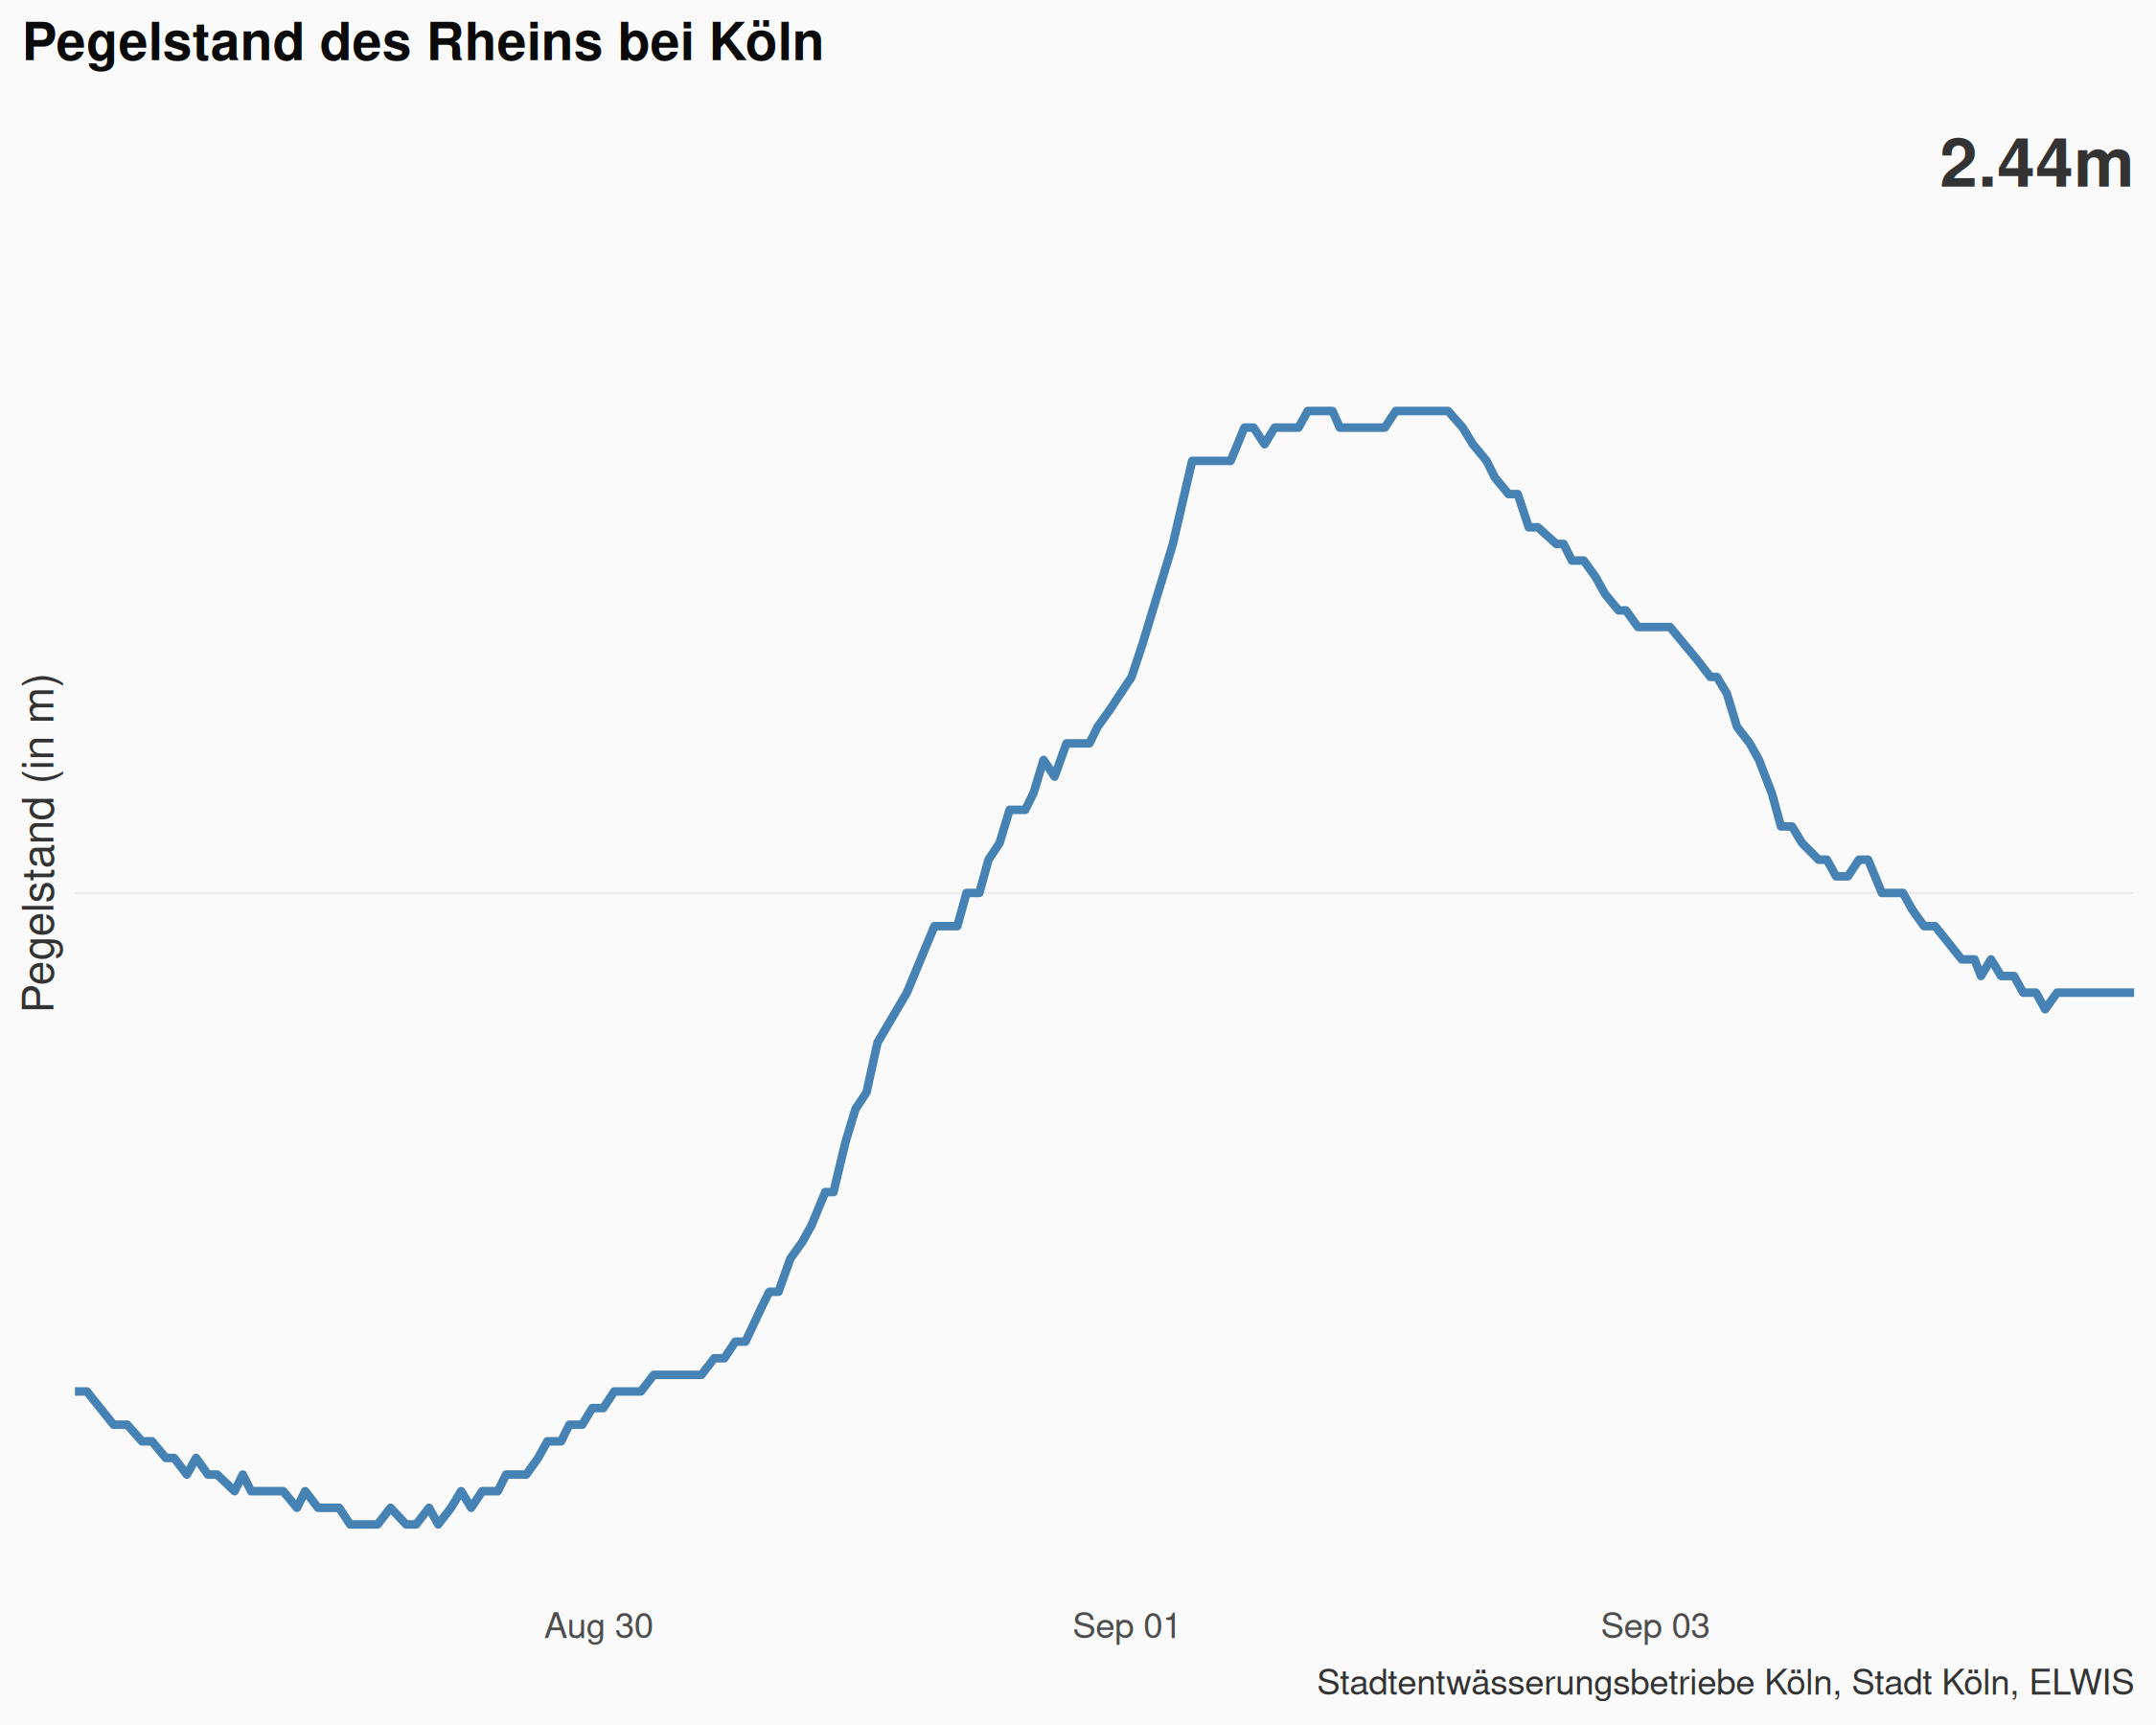 Pegelstand des Rheins bei Köln
2.44m
Pegelstand (in m)
Aug 30
Sep 01
Sep 03
Stadtentwässerungsbetriebe Köln, Stadt Köln, ELWIS